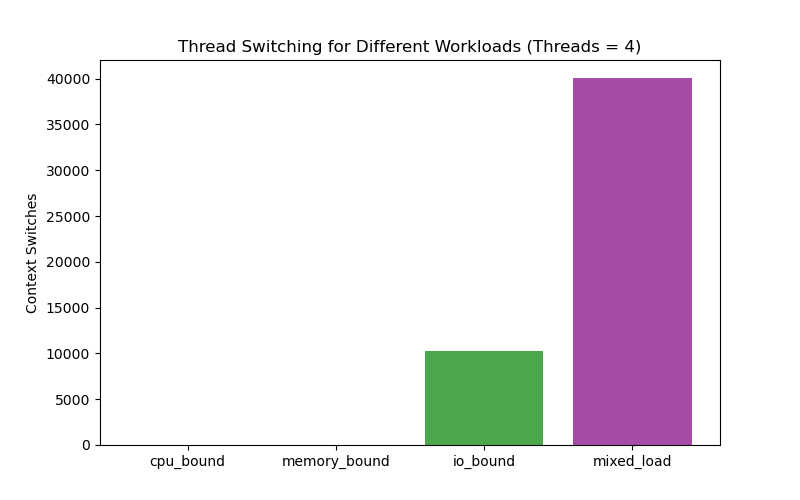 Thread Switching for Different Workloads (Threads = 4)
40000
35000
30000
25000
20000
15000
10000
5000
0
Context Switches
cpu_bound
memory_bound
io_bound
mixed_load